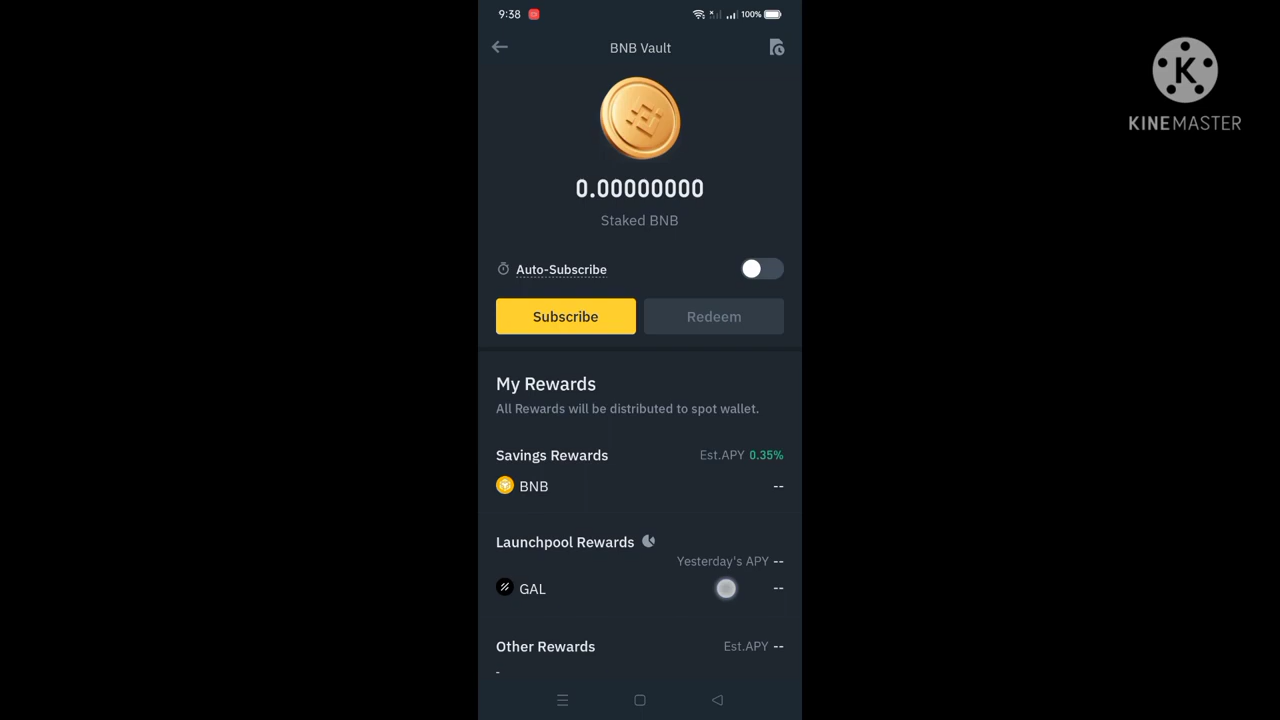 9:38
100%
BNB Vault
K
KINEMASTER
0.00000000
Staked BNB
Auto-Subscribe
Subscribe
Redeem
My Rewards
All Rewards will be distributed to spot wallet.
Savings Rewards
Est.APY 0.35%
BNB
--
Launchpool Rewards
Yesterday's APY --
GAL
--
Other Rewards
Est.APY --
-